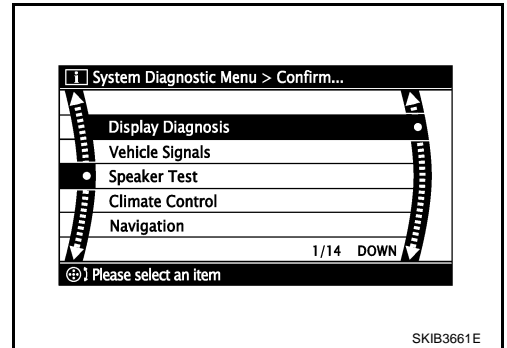 i System Diagnostic Menu > Confirm...
Display Diagnosis
Vehicle Signals
Speaker Test
Climate Control
Navigation
1/14 DOWN
Please select an item
SKIB3661E